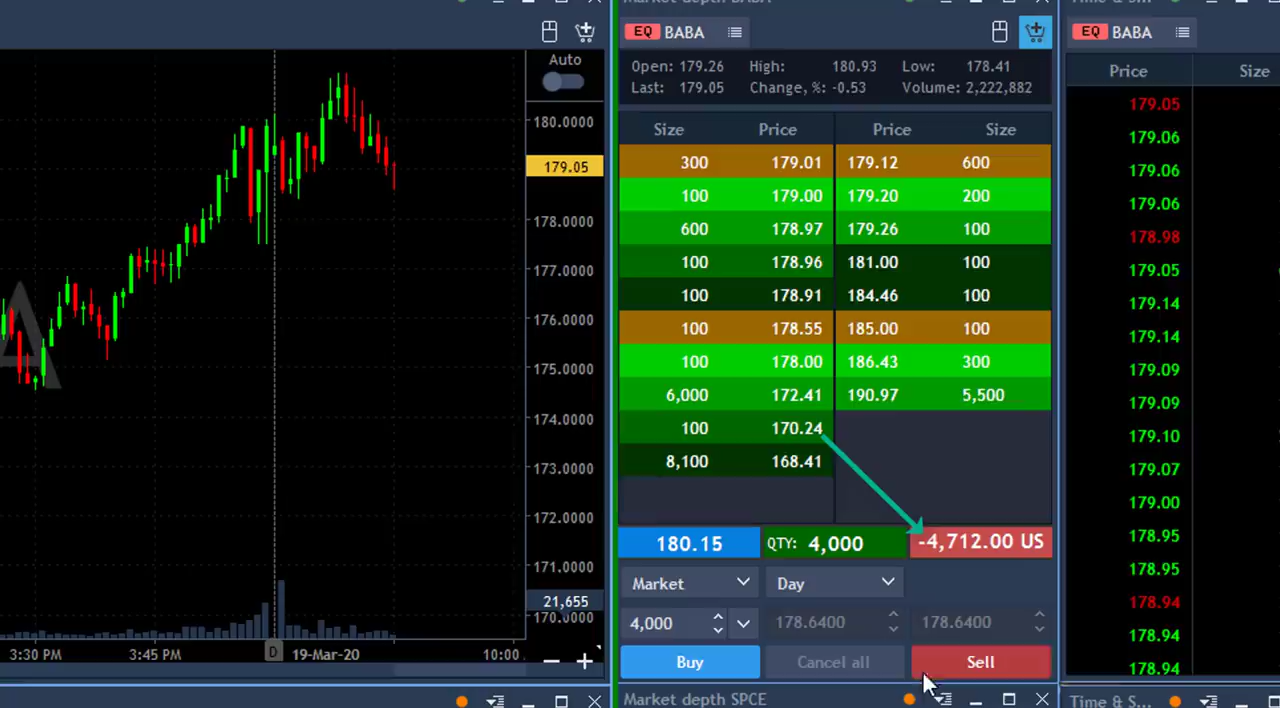 Market depth BABA
Time & S...
EQ BABA
EQ BABA
Auto
Open: 179.26 High: 180.93 Low: 178.41
Last: 179.05 Change, %: -0.53 Volume: 2,222,882
Price Size
Size Price Price Size
300 179.01 179.12 600
100 179.00 179.20 200
600 178.97 179.26 100
100 178.96 181.00 100
100 178.91 184.46 100
100 178.55 185.00 100
100 178.00 186.43 300
6,000 172.41 190.97 5,500
100 170.24
8,100 168.41
180.15 QTY: 4,000 -4,712.00 US
Market Day
4,000 178.6400 178.6400
Buy Cancel all Sell
180.0000
179.05
178.0000
177.0000
176.0000
175.0000
174.0000
173.0000
172.0000
171.0000
21,655
170.0000
3:30 PM 3:45 PM D 19-Mar-20 10:00
A
179.05
179.06
179.06
179.06
178.98
179.05
179.14
179.14
179.09
179.09
179.10
179.07
179.00
178.95
178.95
178.94
178.94
178.94
Market depth SPCE
Time & S...